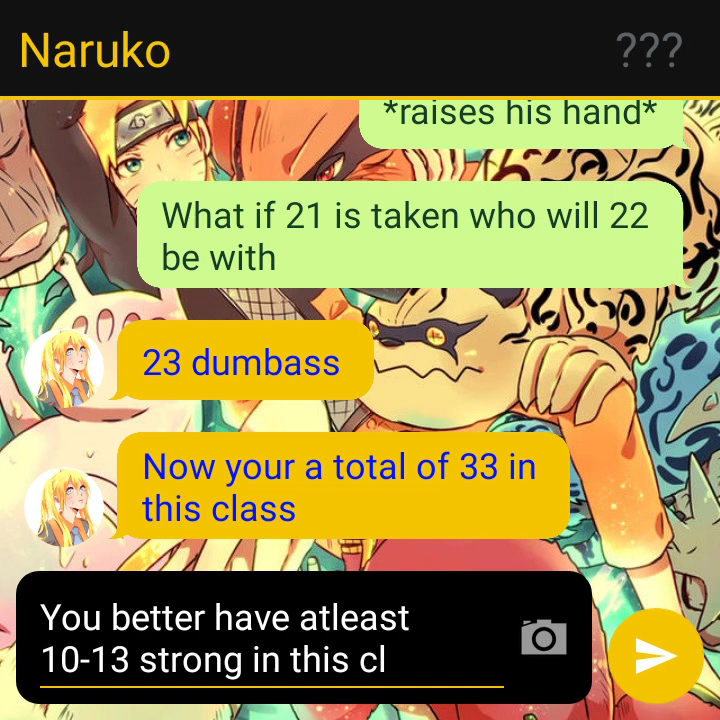 Naruko
???
*raises his hand*
What if 21 is taken who will 22
be with
23 dumbass
Now your a total of 33 in
this class
You better have atleast
10-13 strong in this cl